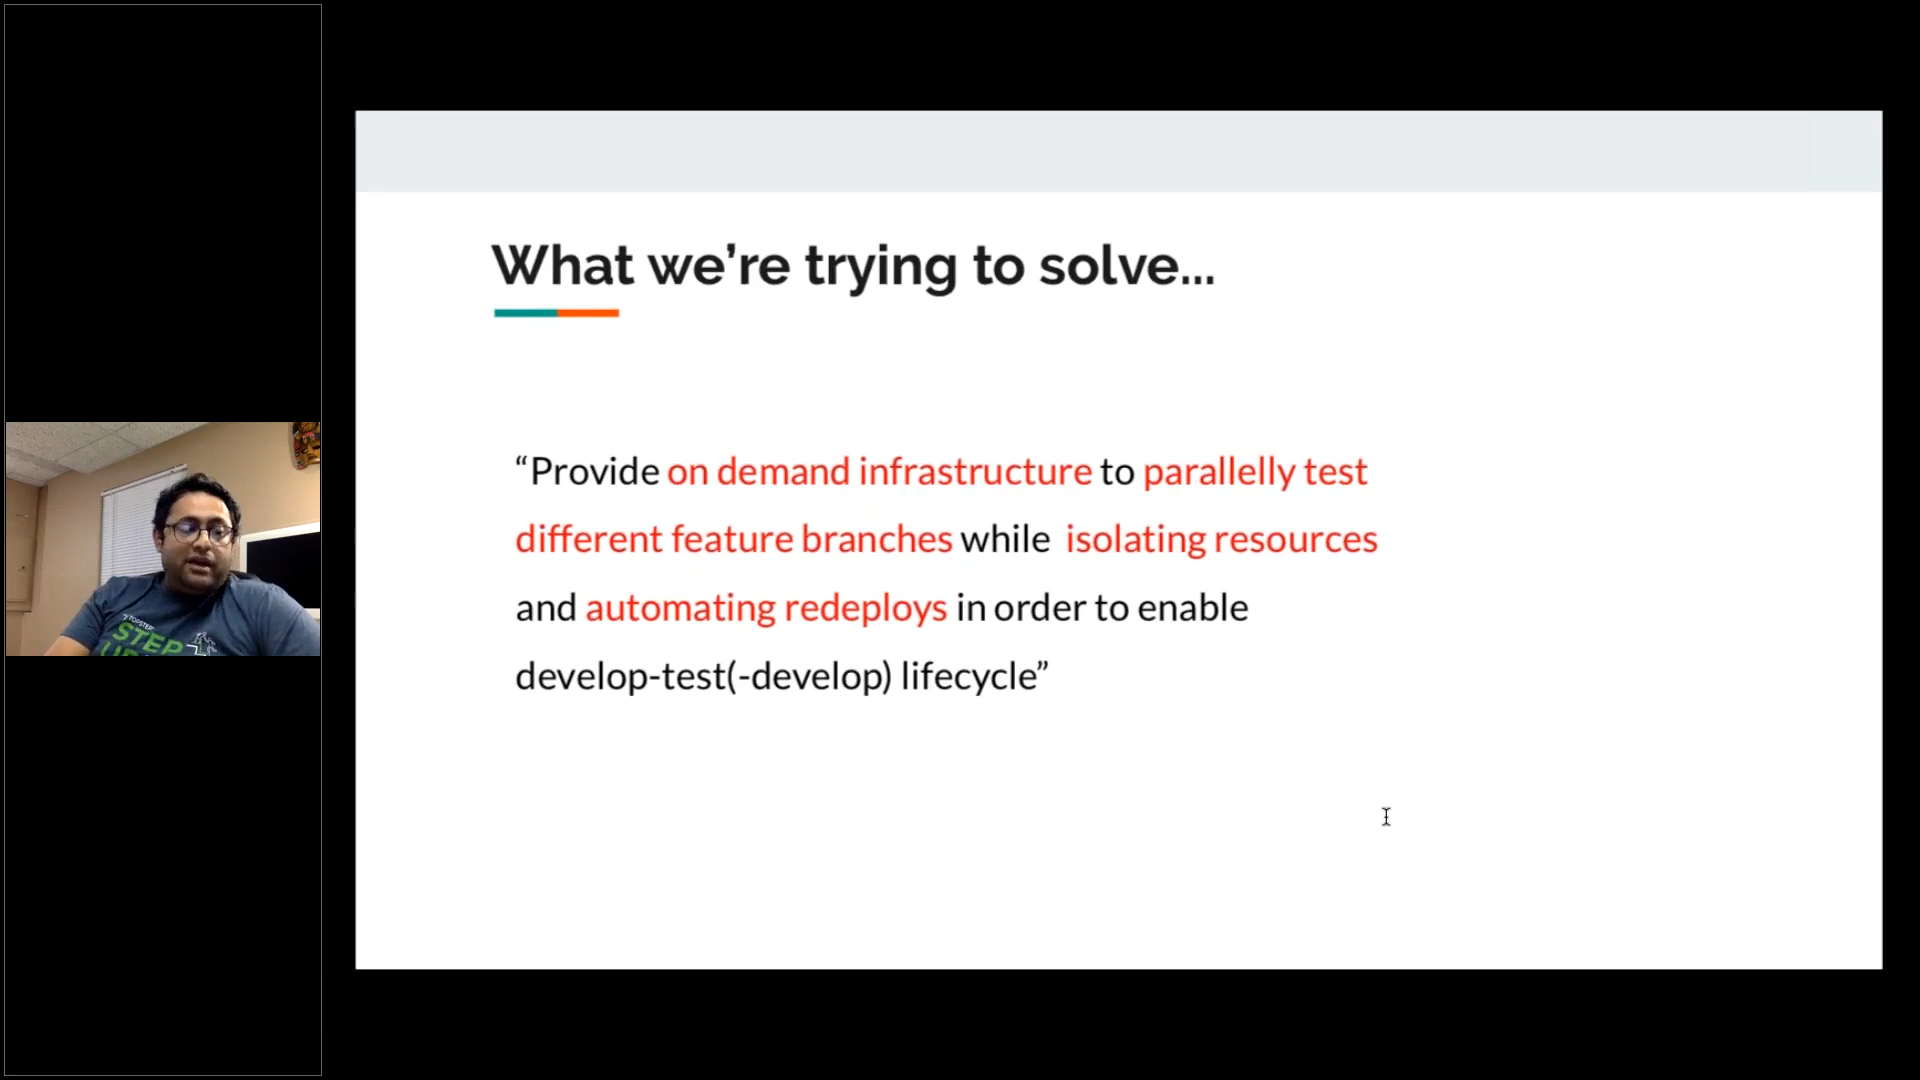 What we’re trying to solve...
“Provide on demand infrastructure to parallelly test
different feature branches while isolating resources
and automating redeploys in order to enable
develop-test(-develop) lifecycle”
STEP